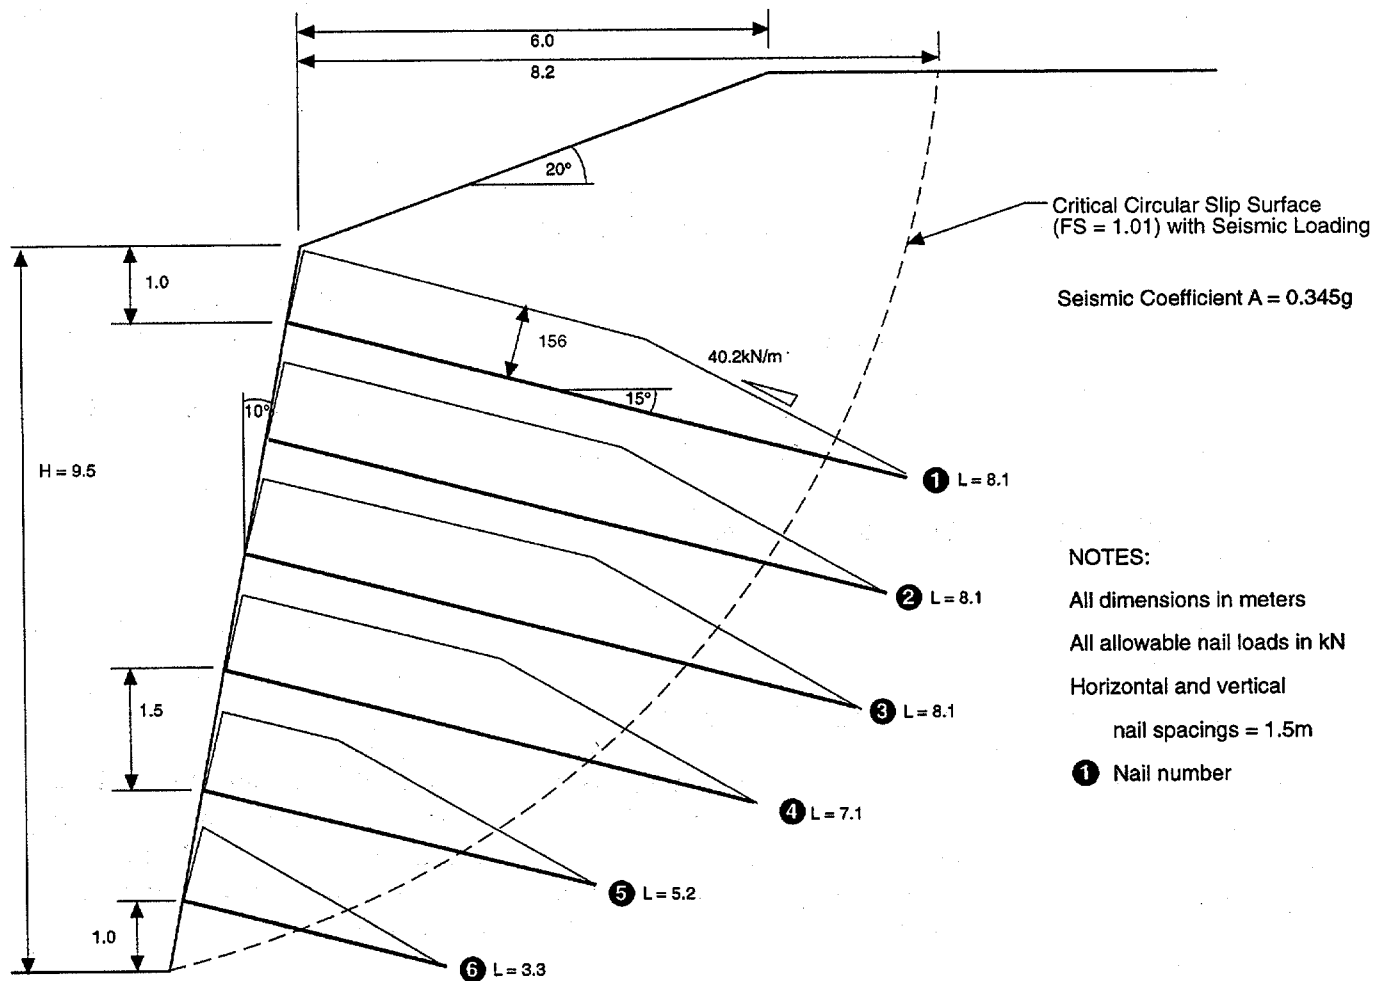 6.0
8.2
20°
Critical Circular Slip Surface
(FS = 1.01) with Seismic Loading
1.0
Seismic Coefficient A = 0.345g
156
40.2kN/m
15°
10°
H = 9.5
1 L = 8.1
NOTES:
2 L = 8.1
All dimensions in meters
All allowable nail loads in kN
Horizontal and vertical
3 L = 8.1
1.5
nail spacings = 1.5m
1 Nail number
4 L = 7.1
5 L = 5.2
1.0
6 L = 3.3